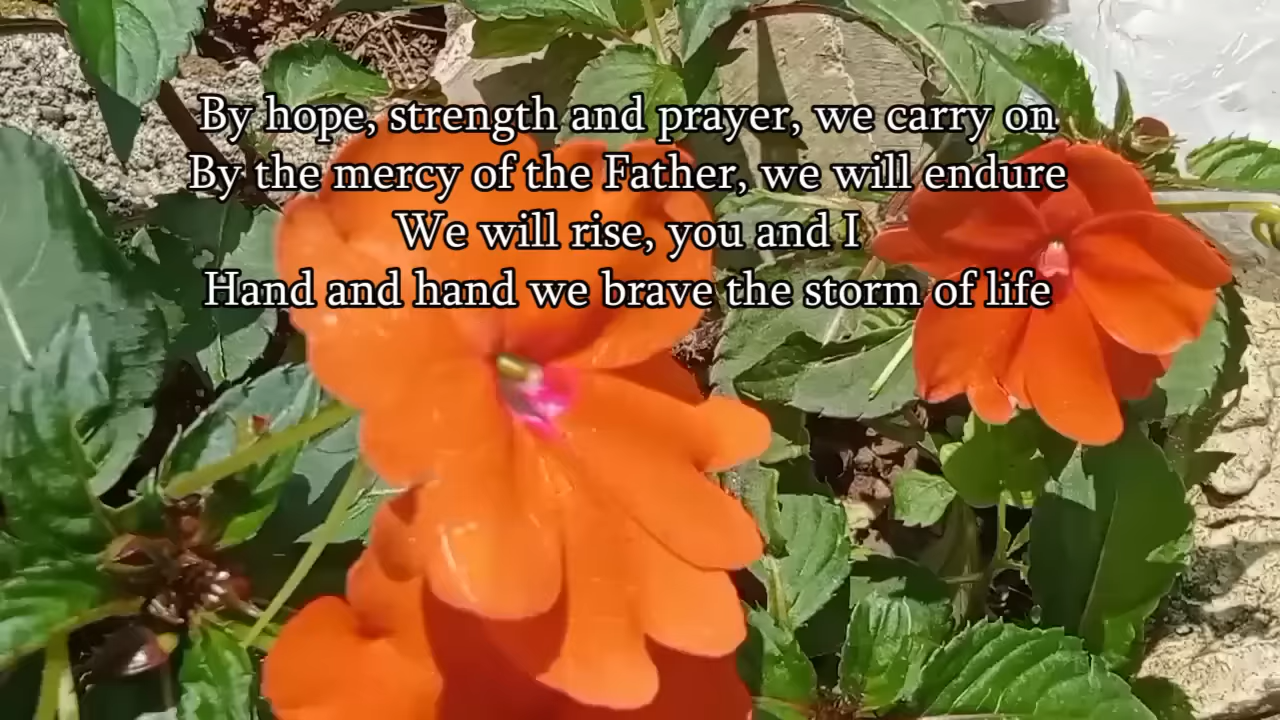 By hope, strength and prayer, we carry on
By the mercy of the Father, we will endure
We will rise, you and I
Hand and hand we brave the storm of life